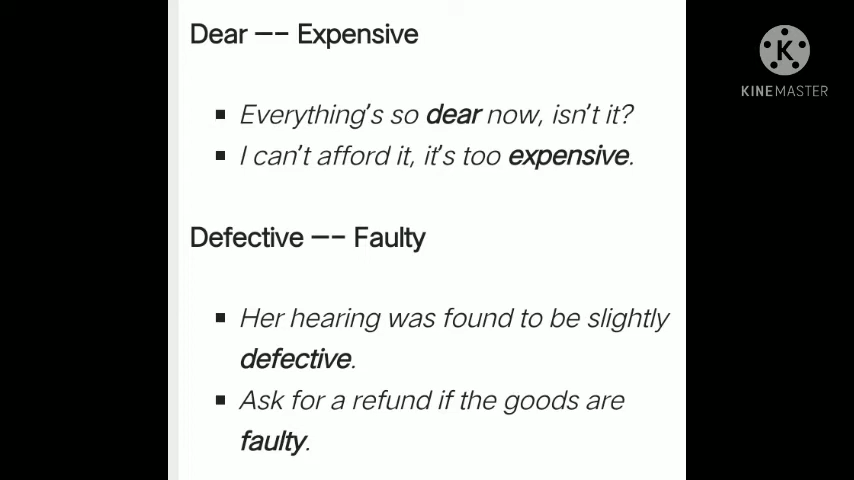 Dear –– Expensive
KINEMASTER
▪ Everything's so dear now, isn't it?
▪ I can't afford it, it's too expensive.
Defective –– Faulty
▪ Her hearing was found to be slightly
defective.
▪ Ask for a refund if the goods are
faulty.